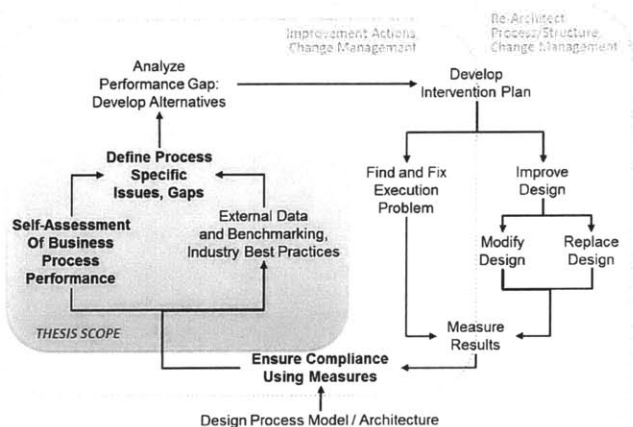 Improvement Actions,
Change Management
Re-Architect
Process/Structure,
Change Management
Analyze
Performance Gap:
Develop Alternatives
Develop
Intervention Plan
Define Process
Specific
Issues, Gaps
Find and Fix
Execution
Problem
Improve
Design
Self-Assessment
Of Business
Process
Performance
External Data
and Benchmarking,
Industry Best Practices
Modify
Design
Replace
Design
THESIS SCOPE
Measure
Results
Ensure Compliance
Using Measures
Design Process Model / Architecture